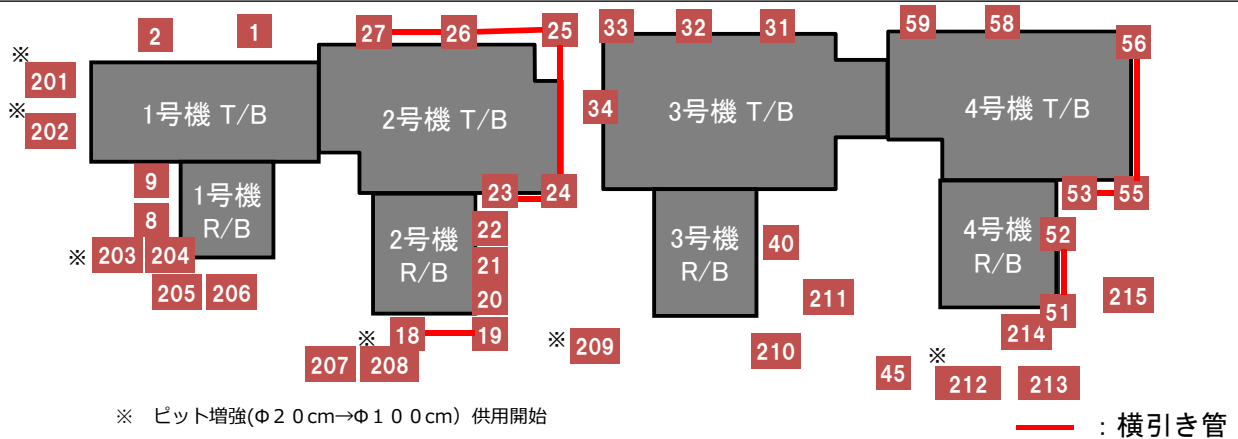 2 1 27 26 25 33 32 31 59 58 56
※ 201
※ 202
1号機 T/B
2号機 T/B
34
3号機 T/B
4号機 T/B
9
8
1号機
R/B
23 24
53 55
※ 203 204
205 206
2号機
R/B
22
21
20
3号機
R/B
40
211
4号機
R/B
52
51
215
※ 18 19
207 208
※ 209
210
214
45
※
212 213
※ ピット増強(Φ20cm→Φ100cm）供用開始
：横引き管